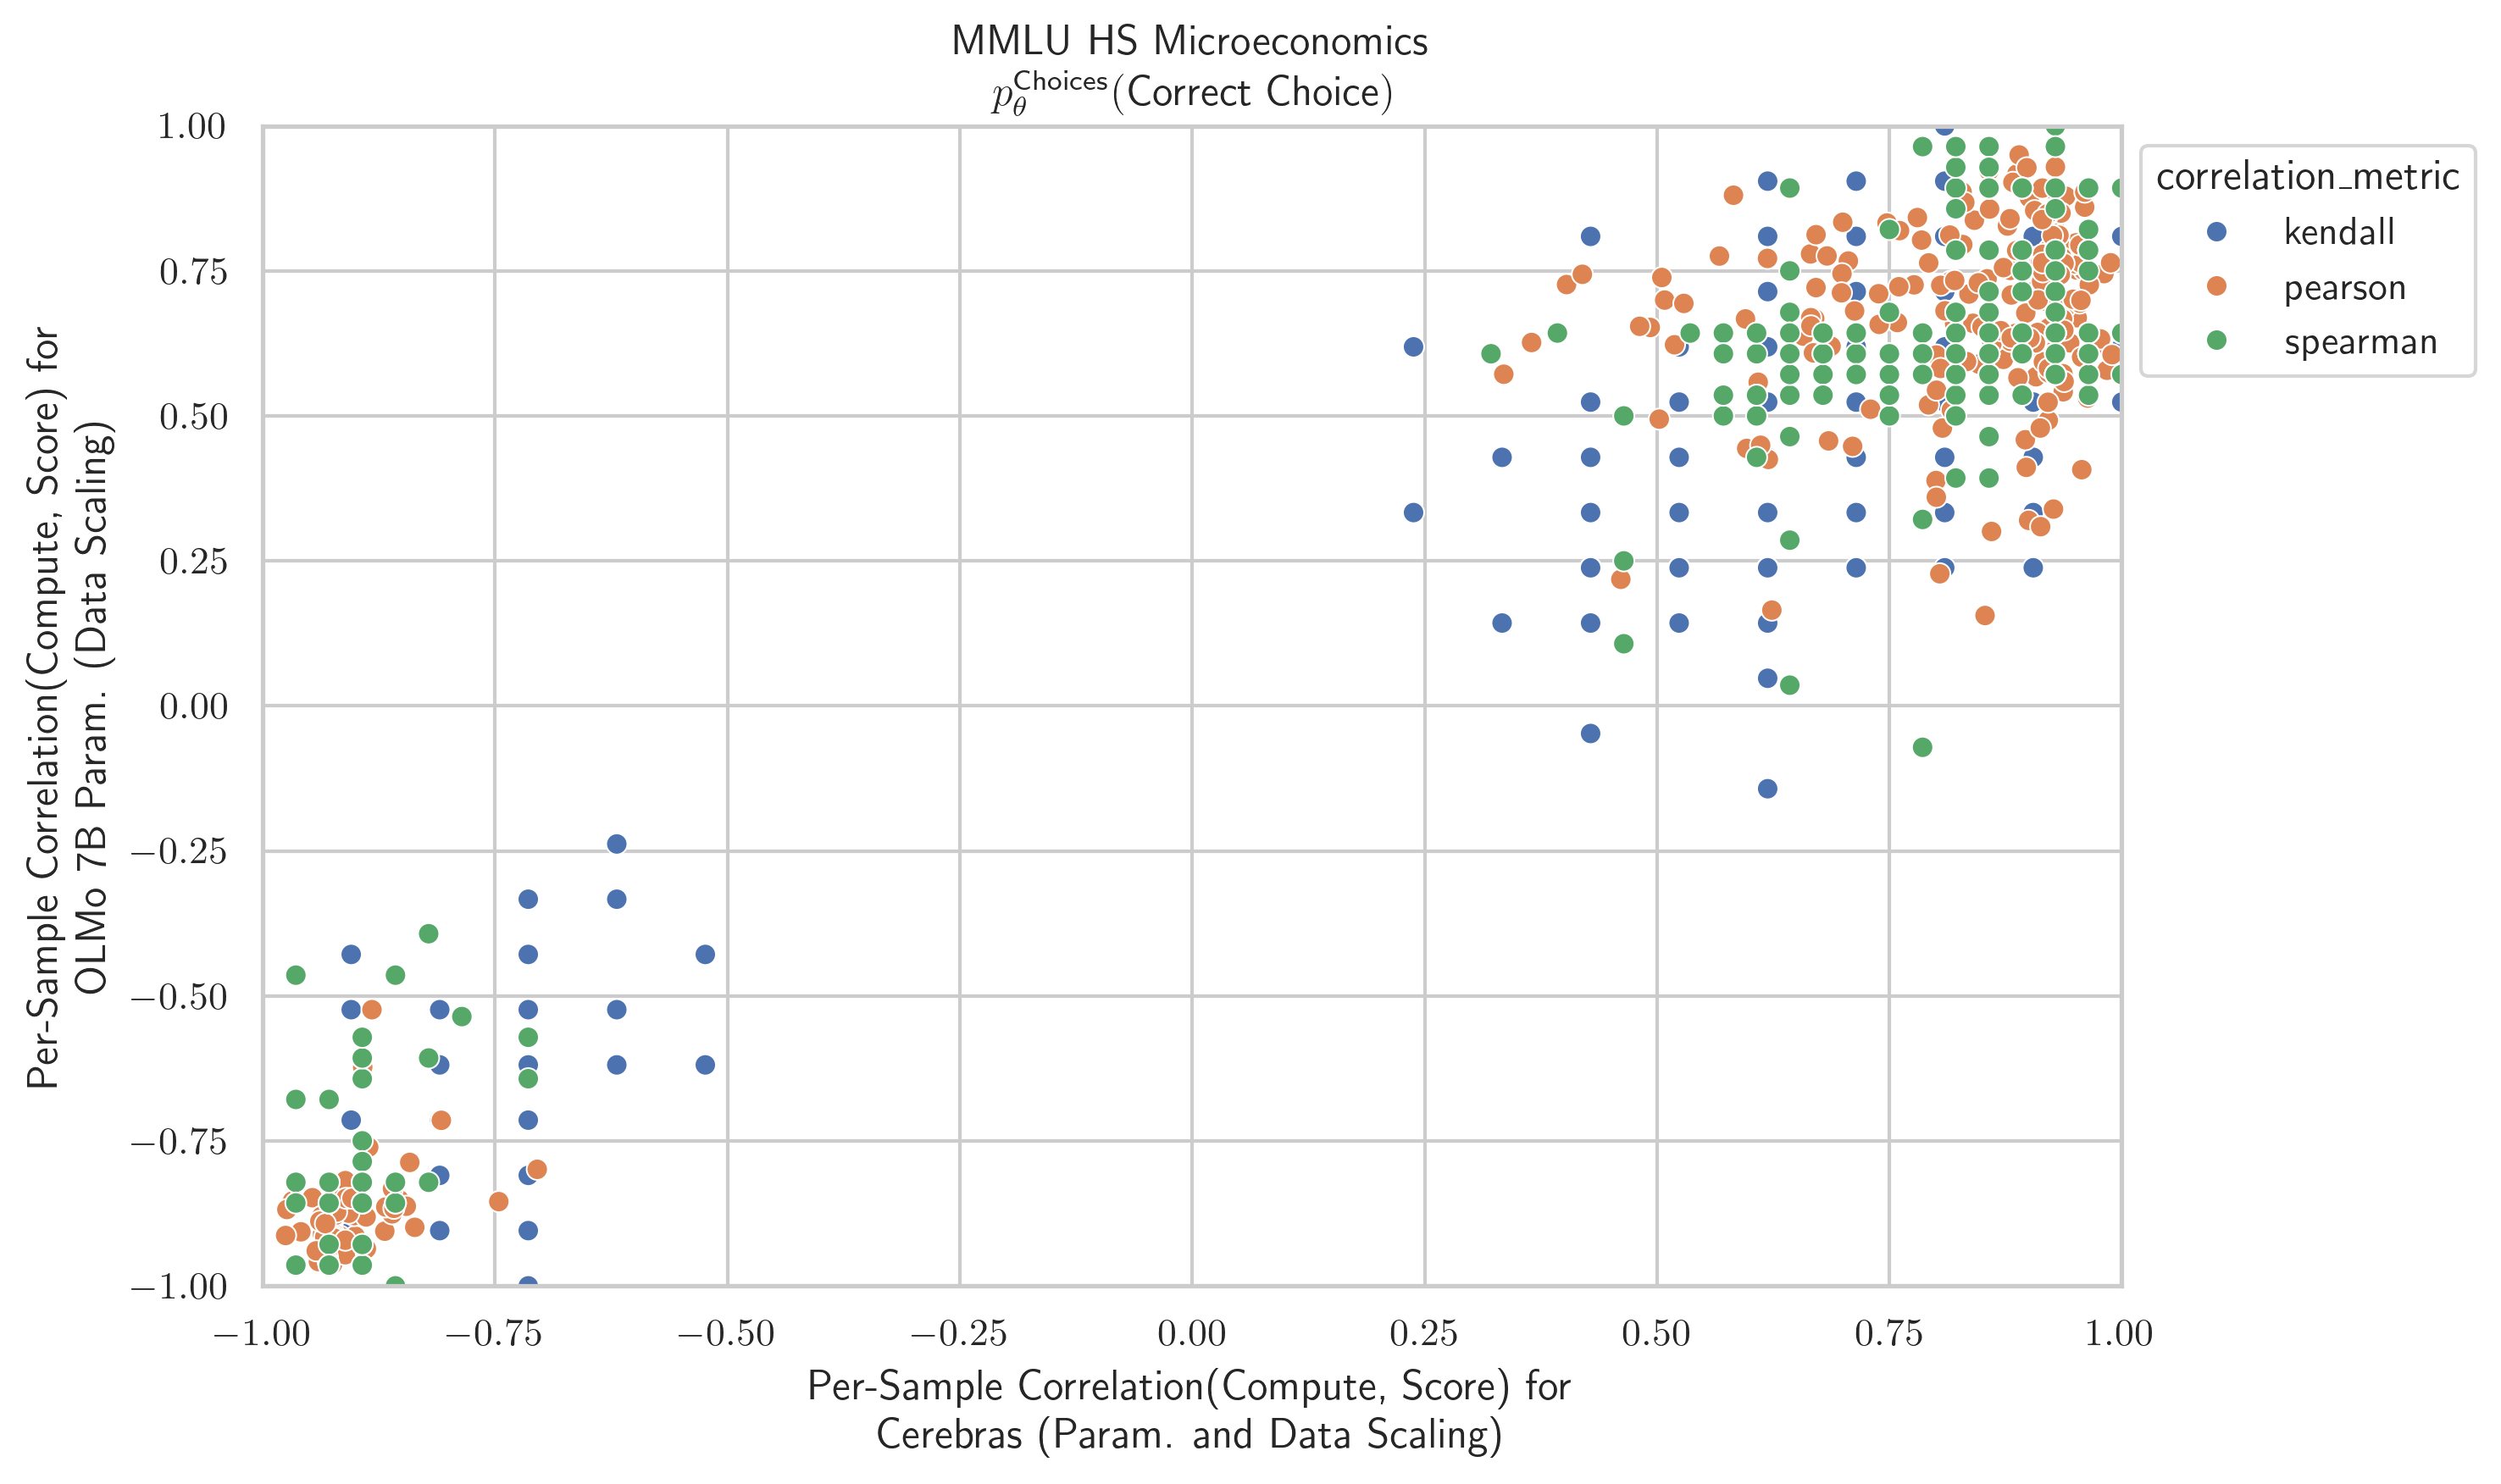 MMLU HS Microeconomics
p_θ^Choices(Correct Choice)
1.00
0.75
0.50
0.25
0.00
−0.25
−0.50
−0.75
−1.00
Per-Sample Correlation(Compute, Score) for
OLMo 7B Param. (Data Scaling)
correlation_metric
kendall
pearson
spearman
−1.00
−0.75
−0.50
−0.25
0.00
0.25
0.50
0.75
1.00
Per-Sample Correlation(Compute, Score) for
Cerebras (Param. and Data Scaling)